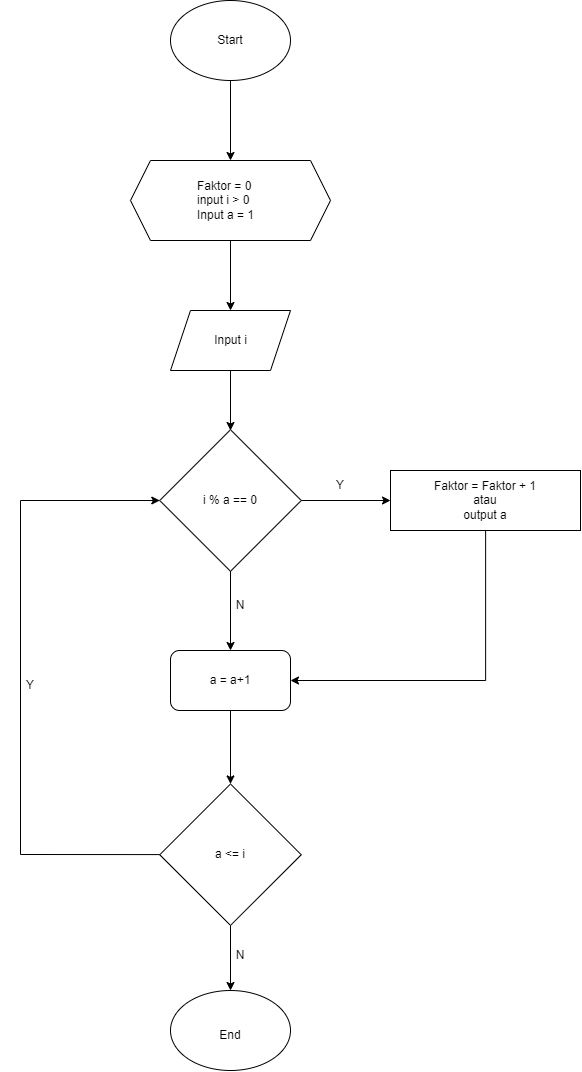 Start
Faktor = 0
input i > 0
Input a = 1
Input i
i % a == 0
Y
Faktor = Faktor + 1
atau
output a
N
a = a+1
Y
a <= i
N
End